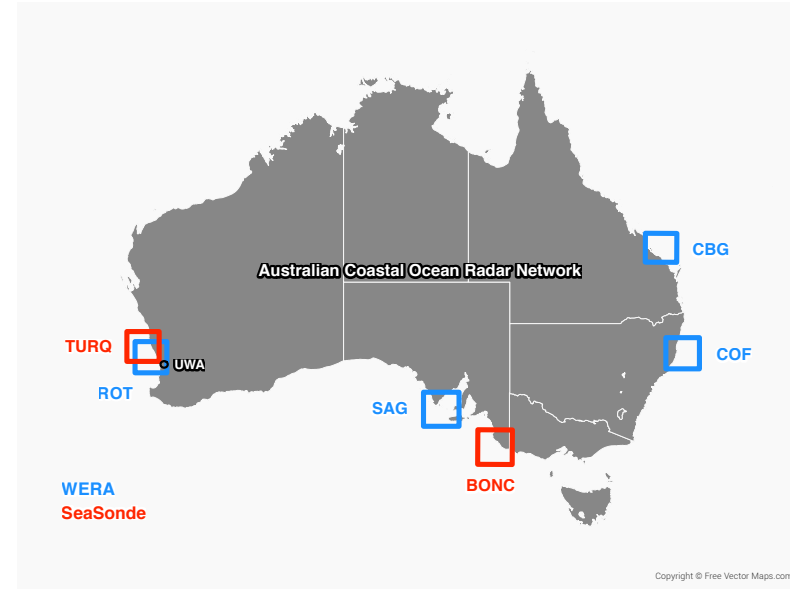 CBG
Australian Coastal Ocean Radar Network
TURQ
UWA
COF
ROT
SAG
BONC
WERA
SeaSonde
Copyright © Free Vector Maps.com